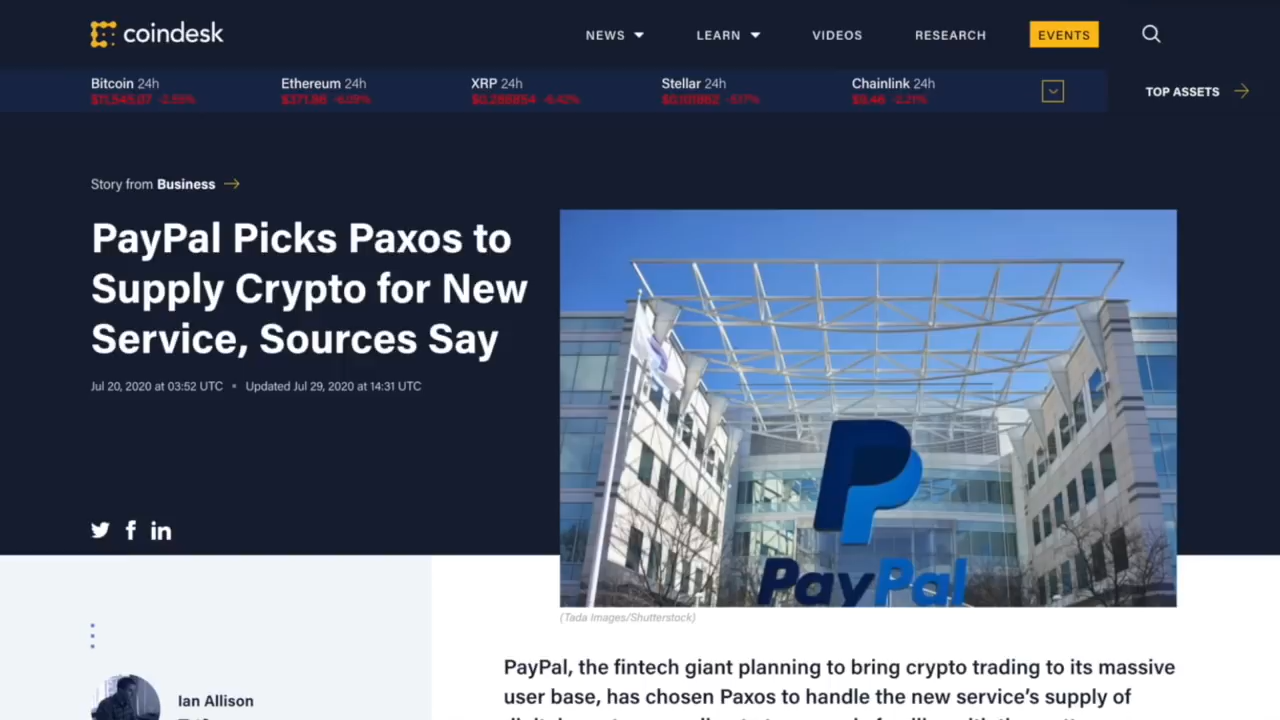 coindesk
NEWS
LEARN
VIDEOS
RESEARCH
EVENTS
Bitcoin 24h
Ethereum 24h
XRP 24h
Stellar 24h
Chainlink 24h
TOP ASSETS
Story from Business
PayPal Picks Paxos to
Supply Crypto for New
Service, Sources Say
Jul 20, 2020 at 03:52 UTC • Updated Jul 29, 2020 at 14:31 UTC
PayPal
(Tada Images/Shutterstock)
PayPal, the fintech giant planning to bring crypto trading to its massive
user base, has chosen Paxos to handle the new service’s supply of
Ian Allison